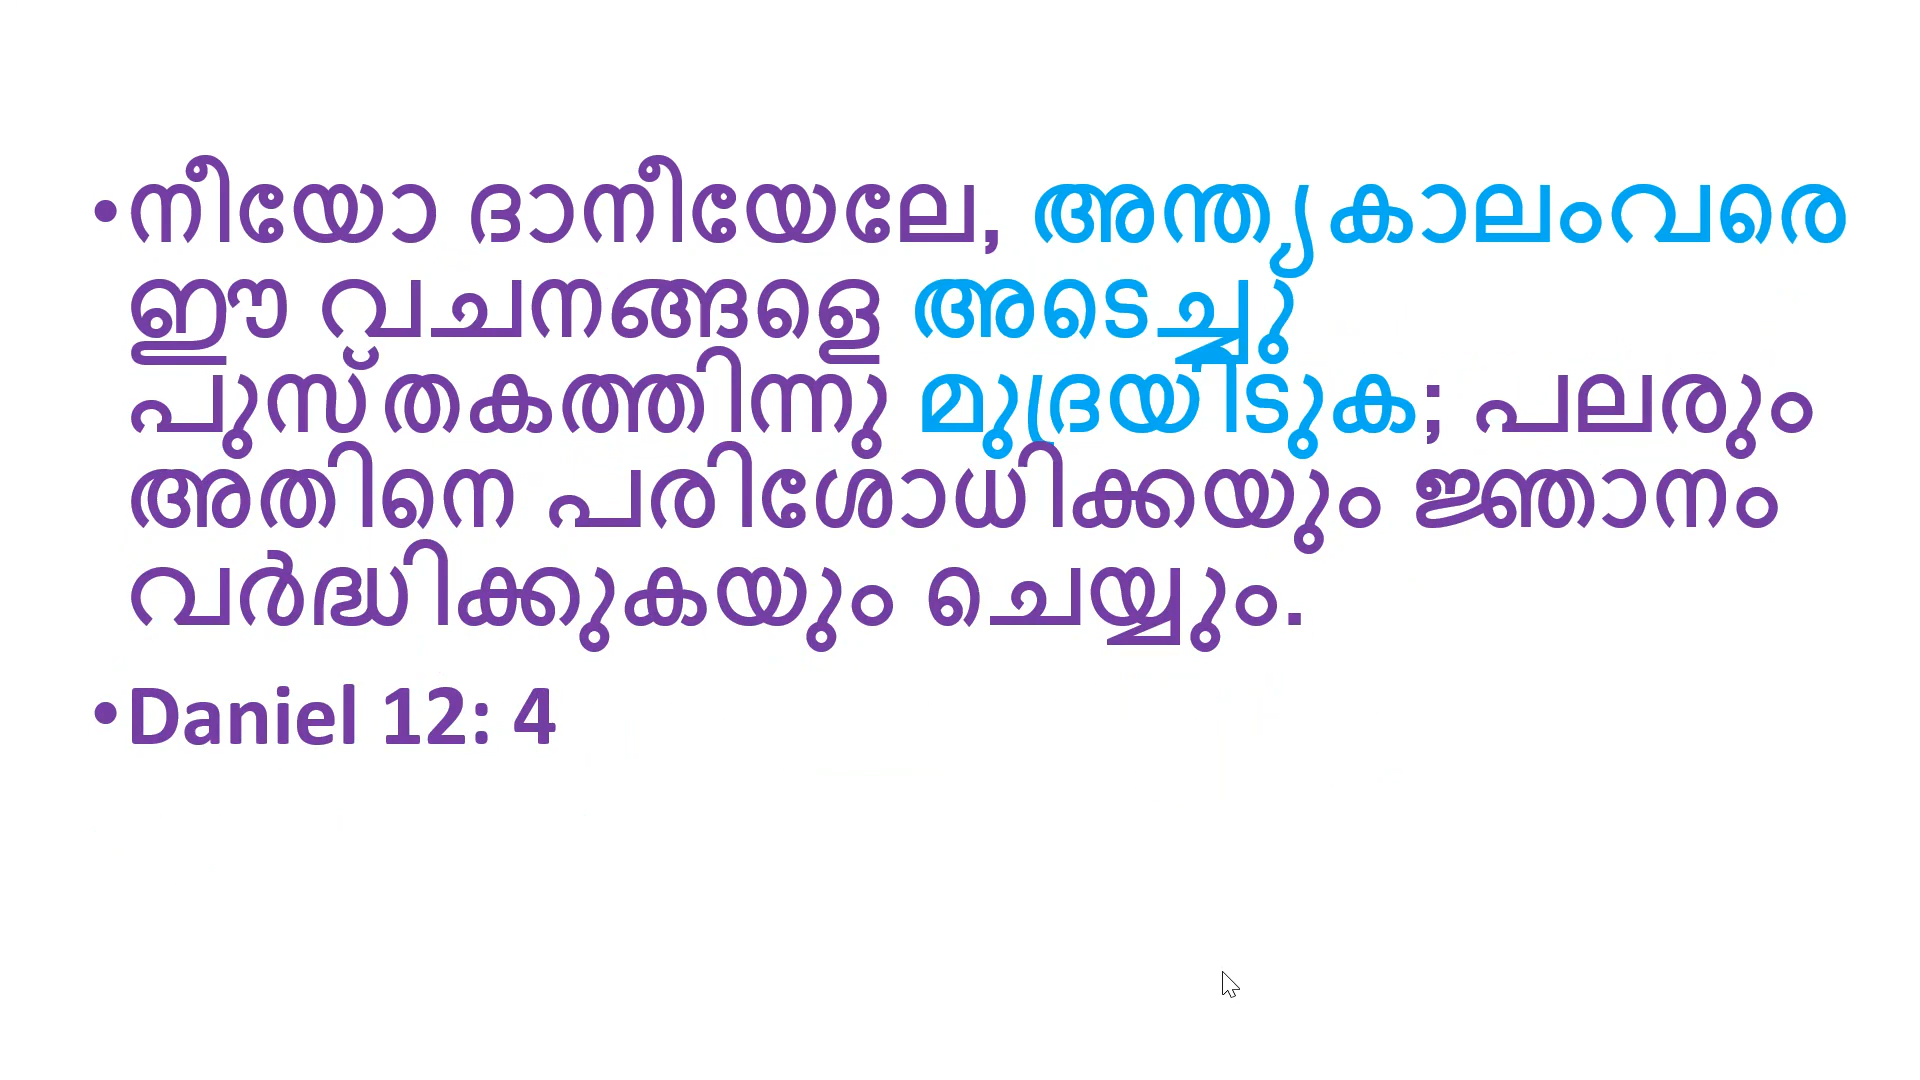 •നീയോ ദാനീയേലേ, അന്ത്യകാലംവരെ
ഈ വചനങ്ങളെ അടെച്ചു
പുസ്തകത്തിന്നു മുദ്രയിടുക; പലരും
അതിനെ പരിശോധിക്കയും ജ്ഞാനം
വർദ്ധിക്കുകയും ചെയ്യും.
•Daniel 12: 4